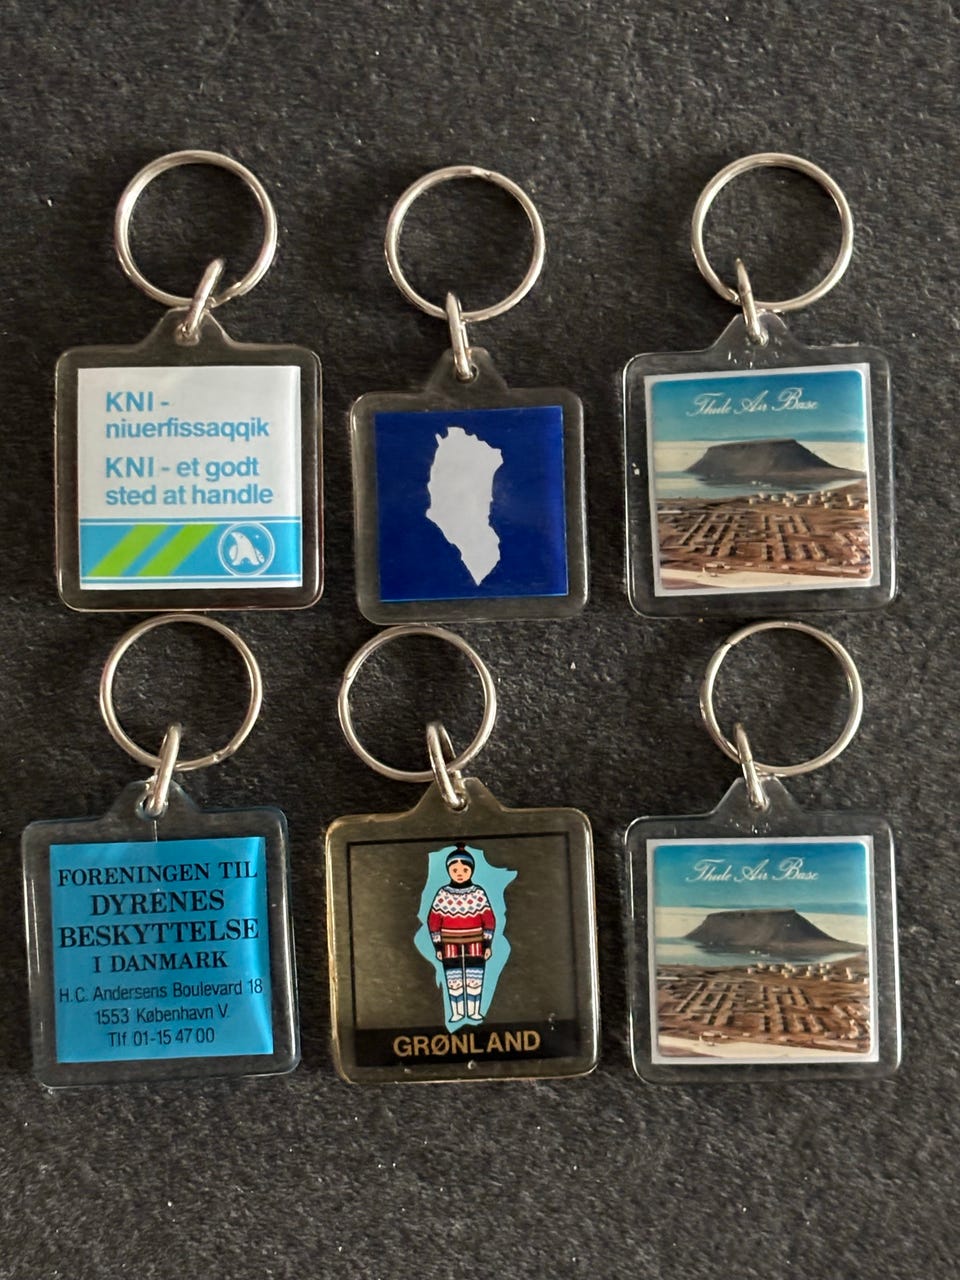 KNI -
niuerfissaqqik
KNI - et godt
sted at handle
Thule Air Base
FORENINGEN TIL
DYRENES
BESKYTTELSE
I DANMARK
H.C. Andersens Boulevard 18
1553 København V.
Tlf 01-15 47 00
GRØNLAND
Thule Air Base